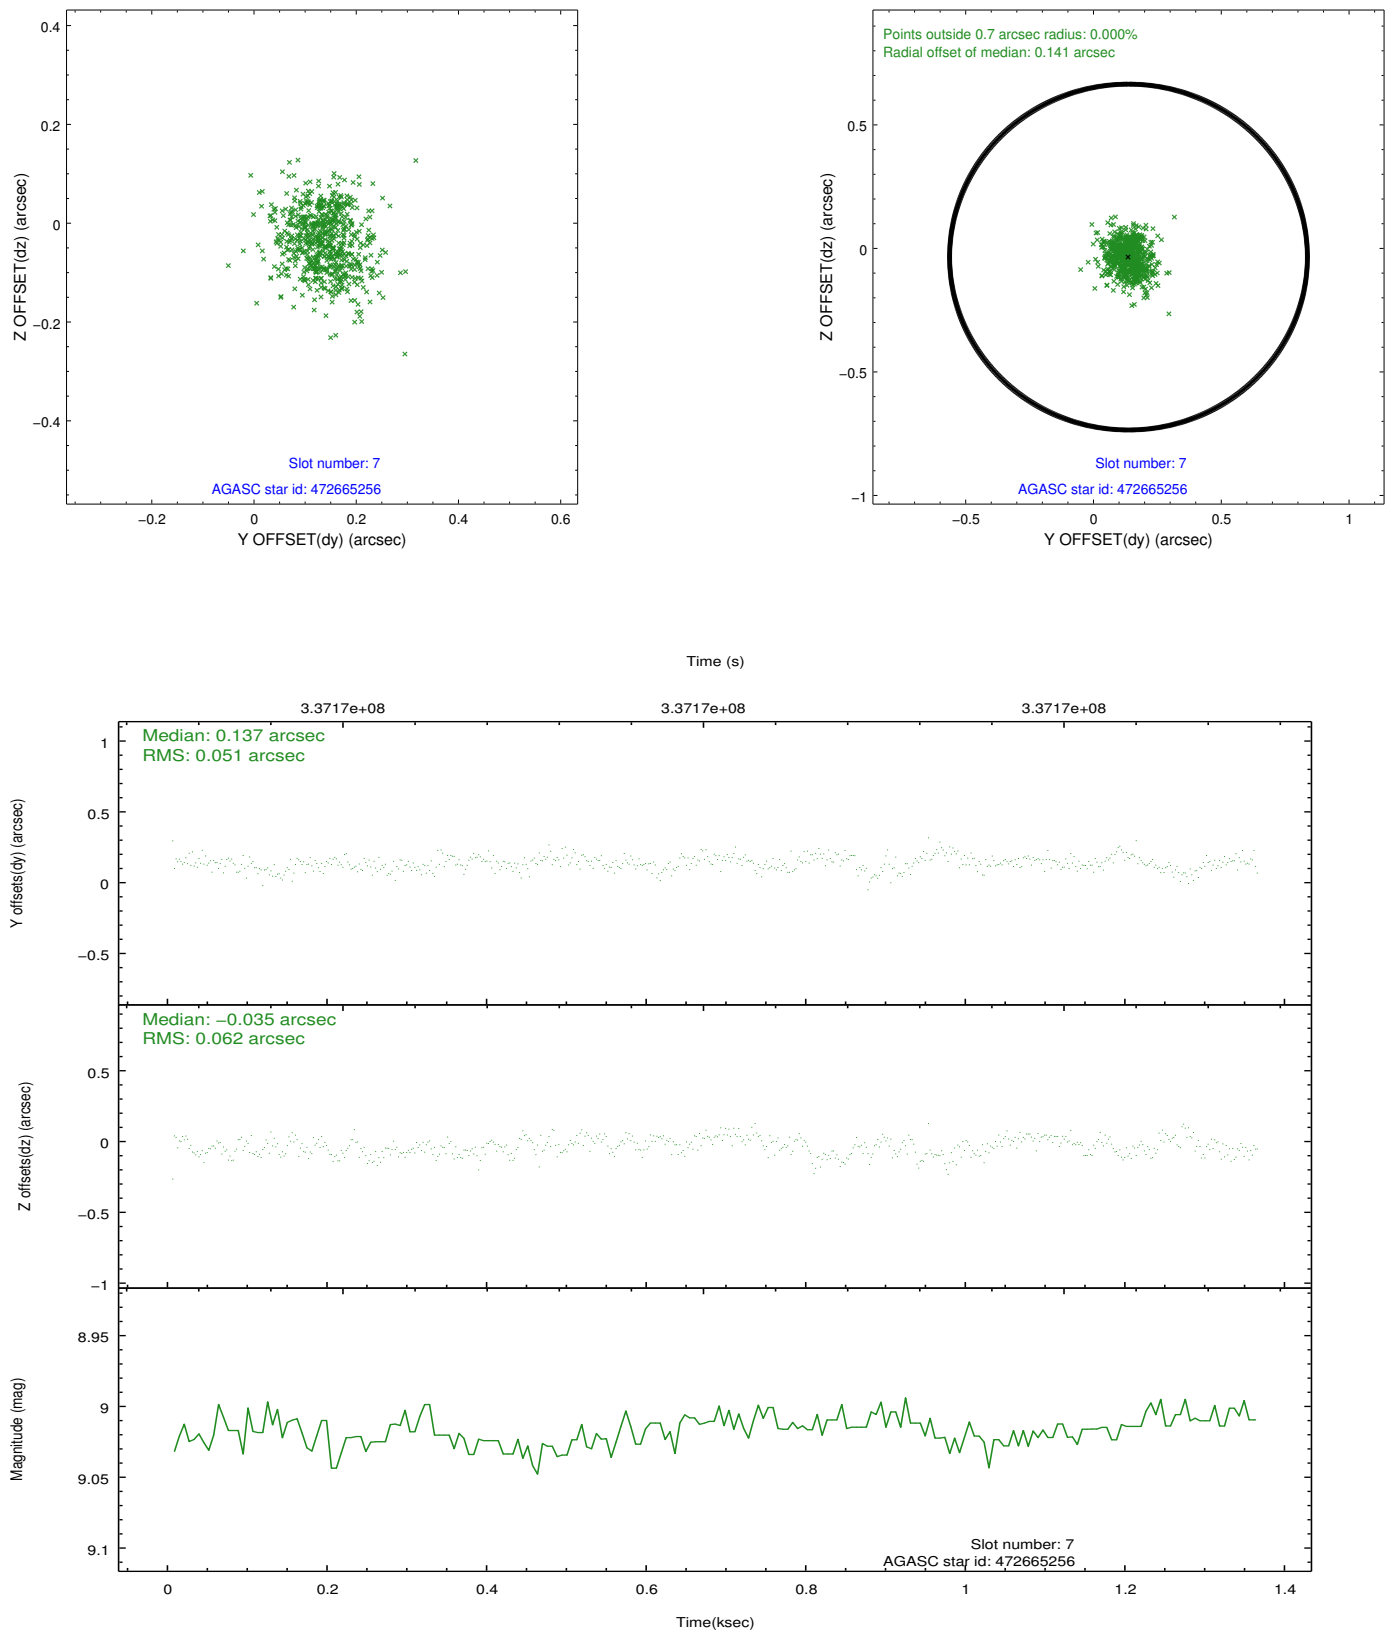 0.4
0.2
0
−0.2
−0.4
Z OFFSET(dz) (arcsec)
Slot number: 7
AGASC star id: 472665256
−0.2
0
0.2
0.4
0.6
Y OFFSET(dy) (arcsec)
Points outside 0.7 arcsec radius: 0.000%
Radial offset of median: 0.141 arcsec
0.5
0
−0.5
−1
Z OFFSET(dz) (arcsec)
Slot number: 7
AGASC star id: 472665256
−0.5
0
0.5
1
Y OFFSET(dy) (arcsec)
Time (s)
3.3717e+08
3.3717e+08
3.3717e+08
Median: 0.137 arcsec
RMS: 0.051 arcsec
1
0.5
0
−0.5
Y offsets(dy) (arcsec)
Median: −0.035 arcsec
RMS: 0.062 arcsec
0.5
0
−0.5
−1
Z offsets(dz) (arcsec)
8.95
9
9.05
9.1
Magnitude (mag)
Slot number: 7
AGASC star id: 472665256
0
0.2
0.4
0.6
0.8
1
1.2
1.4
Time(ksec)